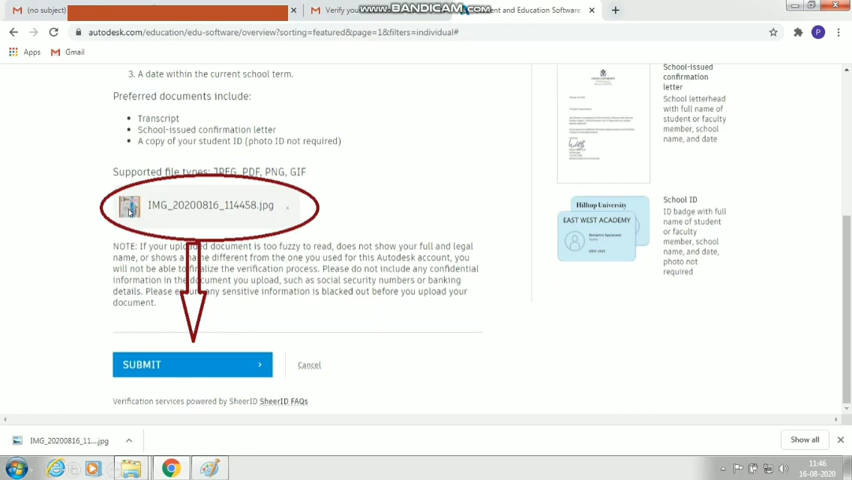 (no subject)
Verify your
WWW.BANDICAM.COM
ent and Education Software
autodesk.com/education/edu-software/overview?sorting=featured&page=1&filters=individual#
P
Apps
Gmail
3. A date within the current school term.
Preferred documents include:
• Transcript
• School-issued confirmation letter
• A copy of your student ID (photo ID not required)
Supported file types: JPEG, PDF, PNG, GIF
IMG_20200816_114458.jpg
NOTE: If your uploaded document is too fuzzy to read, does not show your full and legal
name, or shows a name different from the one you used for this Autodesk account, you
will not be able to finalize the verification process. Please do not include any confidential
information in the document you upload, such as social security numbers or banking
details. Please ensure any sensitive information is blacked out before you upload your
document.
SUBMIT
Cancel
Verification services powered by SheerID SheerID FAQs
School-issued
confirmation
letter
School letterhead
with full name of
student or faculty
member, school
name, and date
Hilltop University
EAST WEST ACADEMY
School ID
ID badge with full
name of student
or faculty
member, school
name, and date,
photo not
required
IMG_20200816_11....jpg
Show all
11:46
16-08-2020